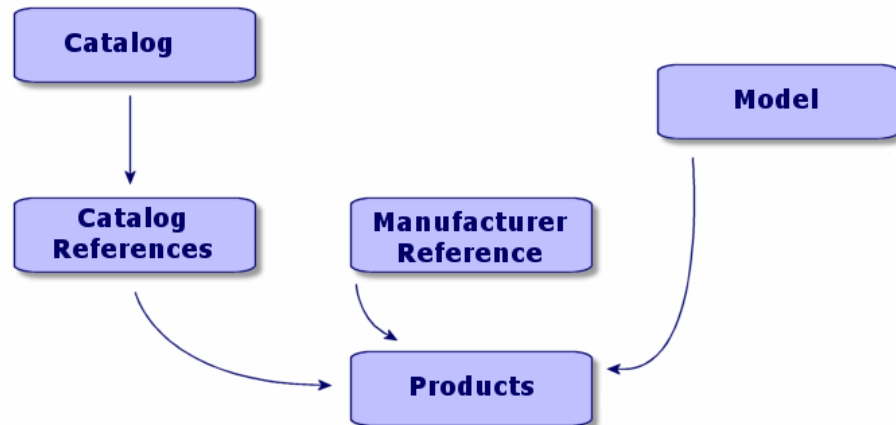 Catalog
Model
Catalog
References
Manufacturer
Reference
Products